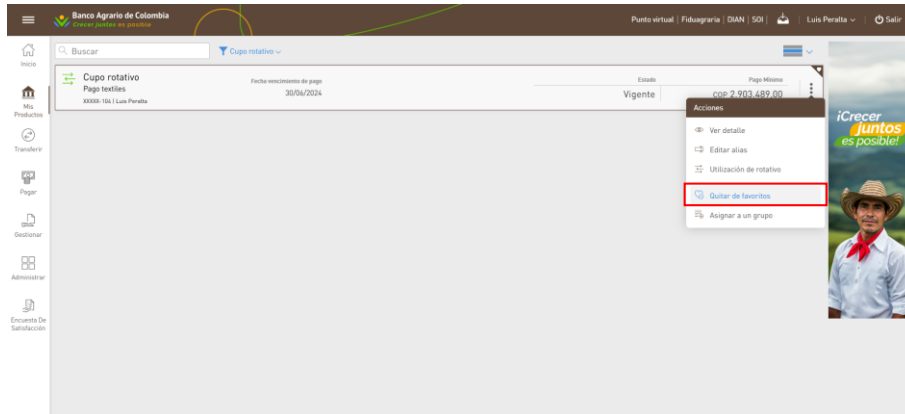 Banco Agrario de Colombia
Crecer juntos es posible
Punto virtual | Fiduagraria | DIAN | SOI |
Luis Peralta
Salir
Inicio
Mis
Productos
Transferir
Pagar
Gestionar
Administrar
Encuesta De
Satisfacción
Buscar
Cupo rotativo
Cupo rotativo
Pago textiles
XXXXX-104 | Luis Peralta
Fecha vencimiento de pago
30/06/2024
Estado
Vigente
Pago Mínimo
COP 2.903.489,00
Acciones
Ver detalle
Editar alias
Utilización de rotativo
Quitar de favoritos
Asignar a un grupo
¡Crecer
juntos
es posible!